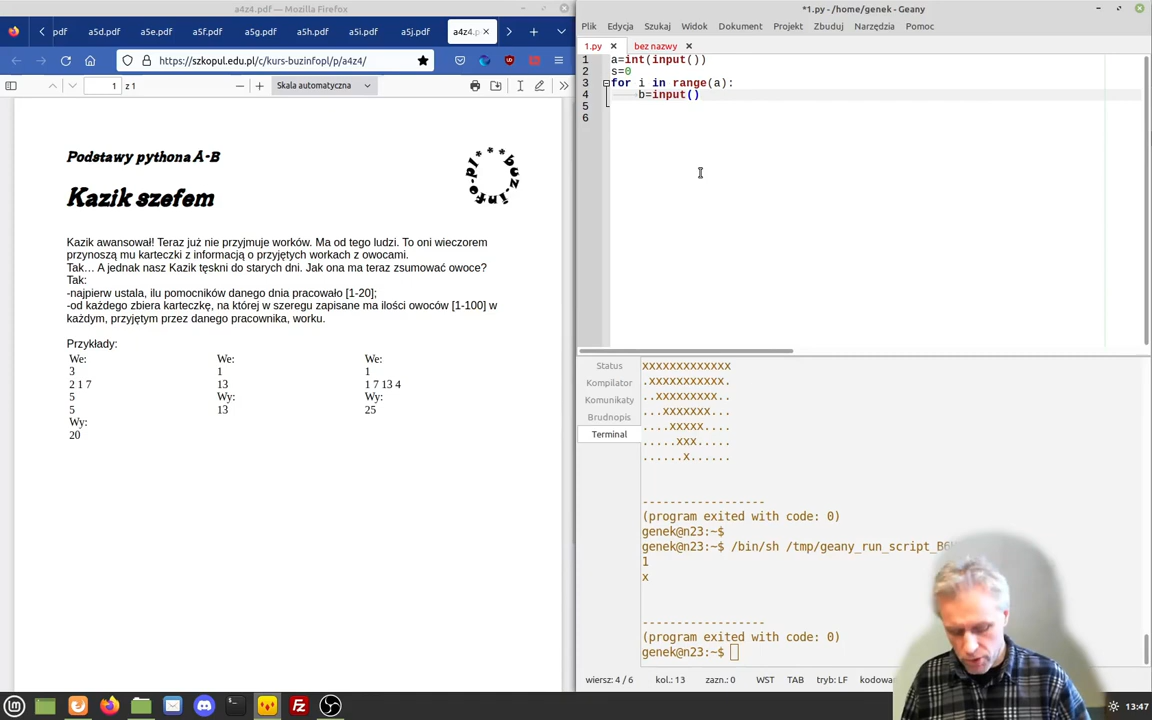 a4z4.pdf — Mozilla Firefox
.pdf
a5d.pdf
a5e.pdf
a5f.pdf
a5g.pdf
a5h.pdf
a5i.pdf
a5j.pdf
a4z4.p
https://szkopul.edu.pl/c/kurs-buzinfopl/p/a4z4/
1 z 1
Skala automatyczna
Podstawy pythona A-B
***buz-info-pl
Kazik szefem
Kazik awansował! Teraz już nie przyjmuje worków. Ma od tego ludzi. To oni wieczorem
przynoszą mu karteczki z informacją o przyjętych workach z owocami.
Tak… A jednak nasz Kazik tęskni do starych dni. Jak ona ma teraz zsumować owoce?
Tak:
-najpierw ustala, ilu pomocników danego dnia pracowało [1-20];
-od każdego zbiera karteczkę, na której w szeregu zapisane ma ilości owoców [1-100] w
każdym, przyjętym przez danego pracownika, worku.
Przykłady:
We: We: We:
3 1 1
2 1 7 13 1 7 13 4
5 Wy: Wy:
5 13 25
Wy:
20
*1.py - /home/genek - Geany
Plik Edycja Szukaj Widok Dokument Projekt Zbuduj Narzędzia Pomoc
1.py
bez nazwy
1 a=int(input())
2 s=0
3 for i in range(a):
4 b=input()
5
6
Status
Kompilator
Komunikaty
Brudnopis
Terminal
xxxxxxxxxxxxx
.xxxxxxxxxxx.
..xxxxxxxxx..
...xxxxxxx...
....xxxxx....
.....xxx.....
......x......
------------------
(program exited with code: 0)
genek@n23:~$
genek@n23:~$ /bin/sh /tmp/geany_run_script_B6
1
x
------------------
(program exited with code: 0)
genek@n23:~$
wiersz: 4 / 6 kol.: 13 zazn.: 0 WST TAB tryb: LF kodowa
13:47